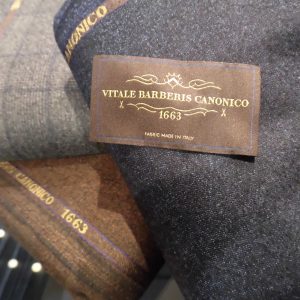 CANONICO
VITALE BARBERIS CANONICO
1663
FABRIC MADE IN ITALY
CANONICO 1663